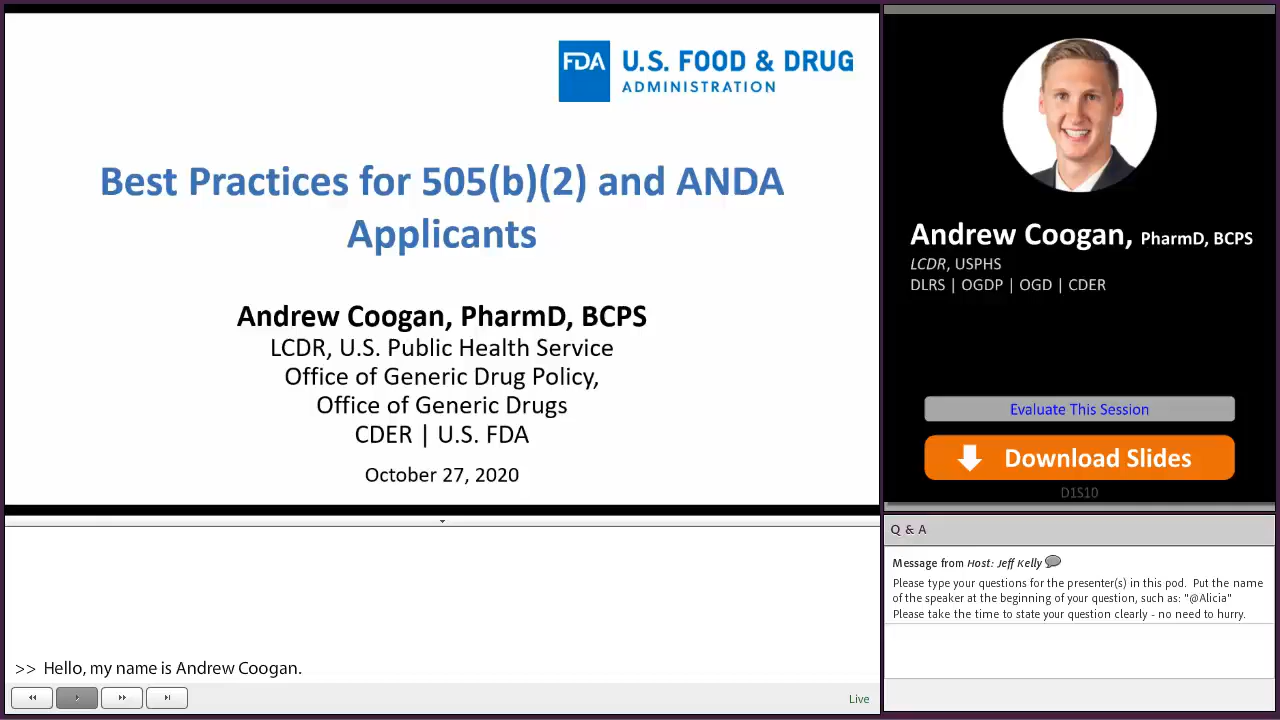 FDA
U.S. FOOD & DRUG
ADMINISTRATION
Best Practices for 505(b)(2) and ANDA
Applicants
Andrew Coogan, PharmD, BCPS
LCDR, U.S. Public Health Service
Office of Generic Drug Policy,
Office of Generic Drugs
CDER | U.S. FDA
October 27, 2020
>> Hello, my name is Andrew Coogan.
Live
Andrew Coogan, PharmD, BCPS
LCDR, USPHS
DLRS | OGDP | OGD | CDER
Evaluate This Session
Download Slides
D1S10
Q & A
Message from Host: Jeff Kelly
Please type your questions for the presenter(s) in this pod.  Put the name
of the speaker at the beginning of your question, such as: "@Alicia"
Please take the time to state your question clearly - no need to hurry.